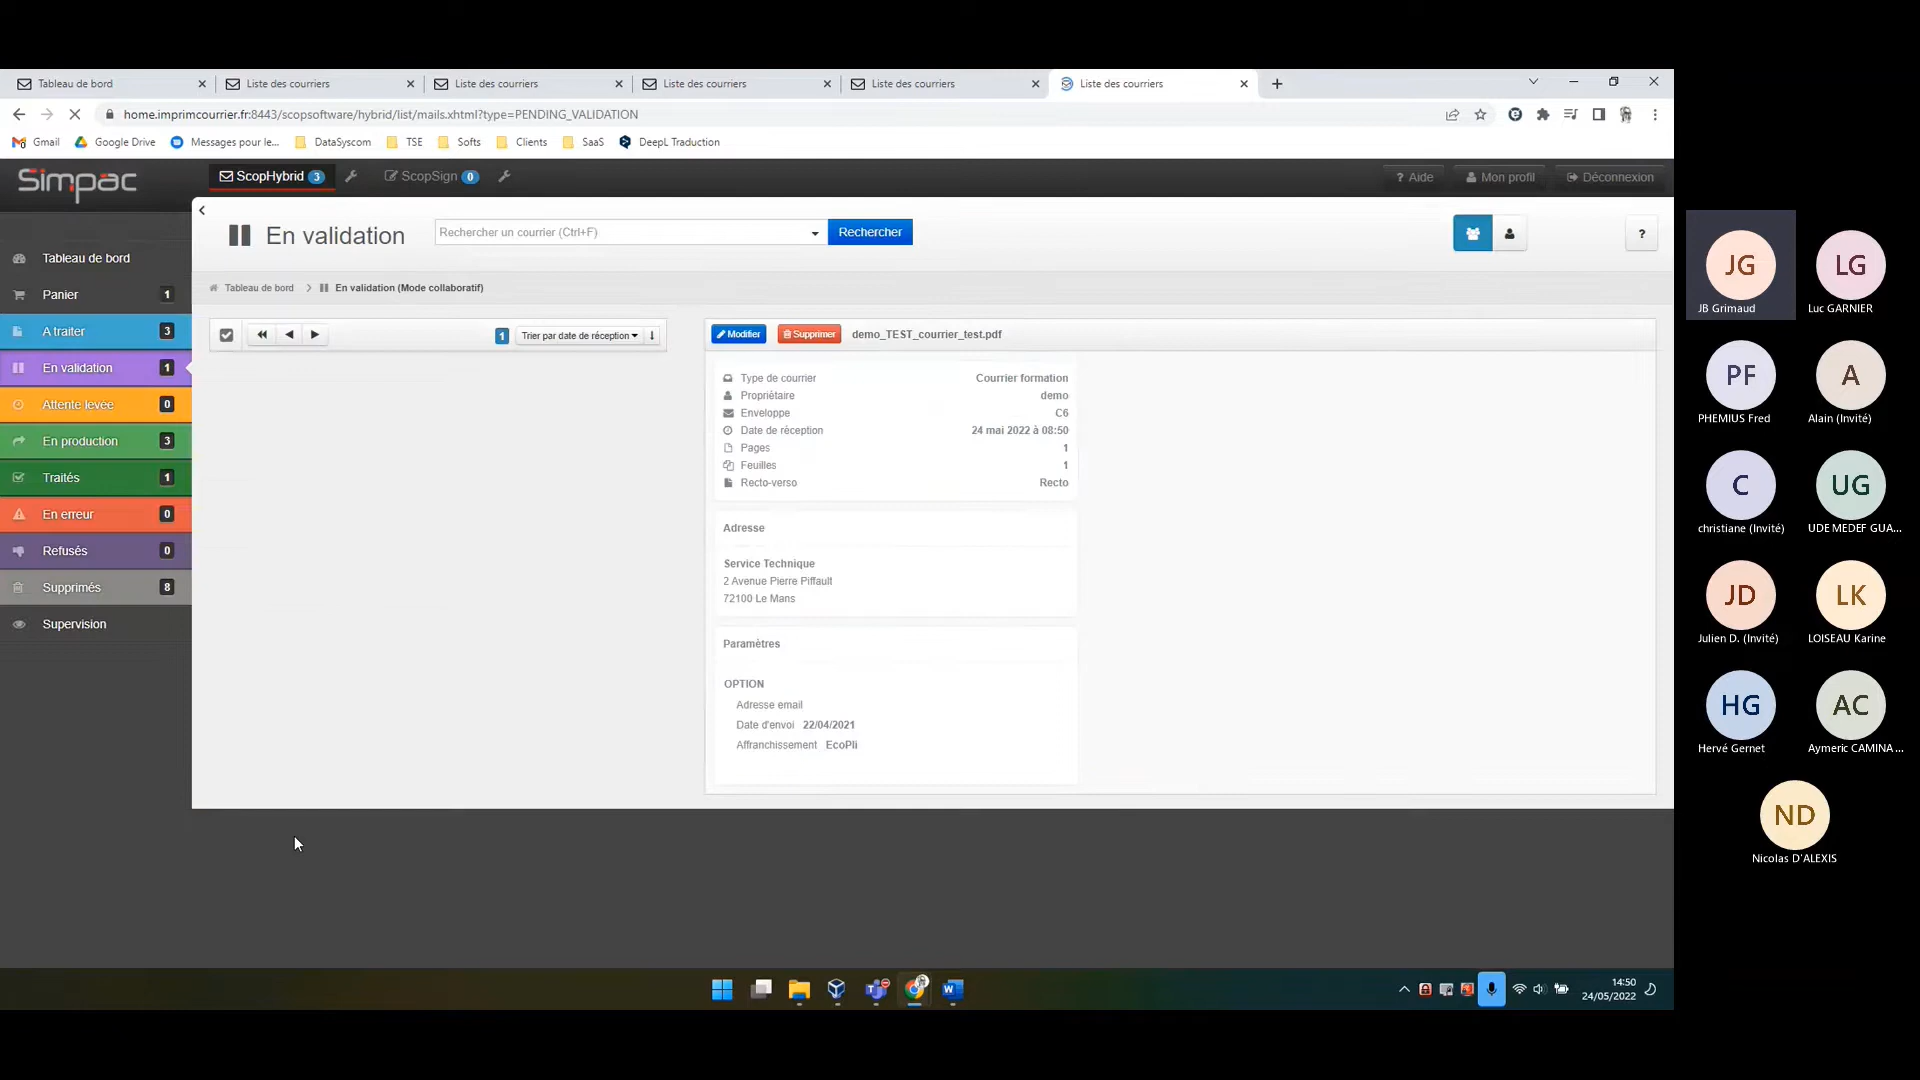 Tableau de bord
Liste des courriers
Liste des courriers
Liste des courriers
Liste des courriers
Liste des courriers
home.imprimcourrier.fr:8443/scopsoftware/hybrid/list/mails.xhtml?type=PENDING_VALIDATION
Gmail
Google Drive
Messages pour le...
DataSyscom
TSE
Softs
Clients
SaaS
DeepL Traduction
Simpac
ScopHybrid 3
ScopSign 0
? Aide
Mon profil
Déconnexion
En validation
Rechercher un courrier (Ctrl+F)
Rechercher
?
Tableau de bord
En validation (Mode collaboratif)
Tableau de bord
Panier 1
A traiter 3
En validation 1
Attente levée 0
En production 3
Traités 1
En erreur 0
Refusés 0
Supprimés 8
Supervision
1
Trier par date de réception
Modifier
Supprimer
demo_TEST_courrier_test.pdf
Type de courrier Courrier formation
Propriétaire demo
Enveloppe C6
Date de réception 24 mai 2022 à 08:50
Pages 1
Feuilles 1
Recto-verso Recto
Adresse
Service Technique
2 Avenue Pierre Piffault
72100 Le Mans
Paramètres
OPTION
Adresse email
Date d'envoi 22/04/2021
Affranchissement EcoPli
14:50
24/05/2022
JG
JB Grimaud
LG
Luc GARNIER
PF
PHEMIUS Fred
A
Alain (Invité)
C
christiane (Invité)
UG
UDE MEDEF GUA...
JD
Julien D. (Invité)
LK
LOISEAU Karine
HG
Hervé Gernet
AC
Aymeric CAMINA ...
ND
Nicolas D'ALEXIS